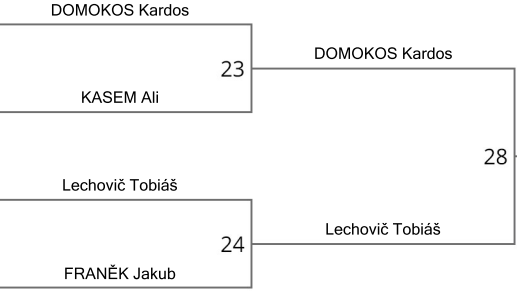 DOMOKOS Kardos
DOMOKOS Kardos
23
KASEM Ali
28
Lechovič Tobiáš
Lechovič Tobiáš
24
FRANĚK Jakub